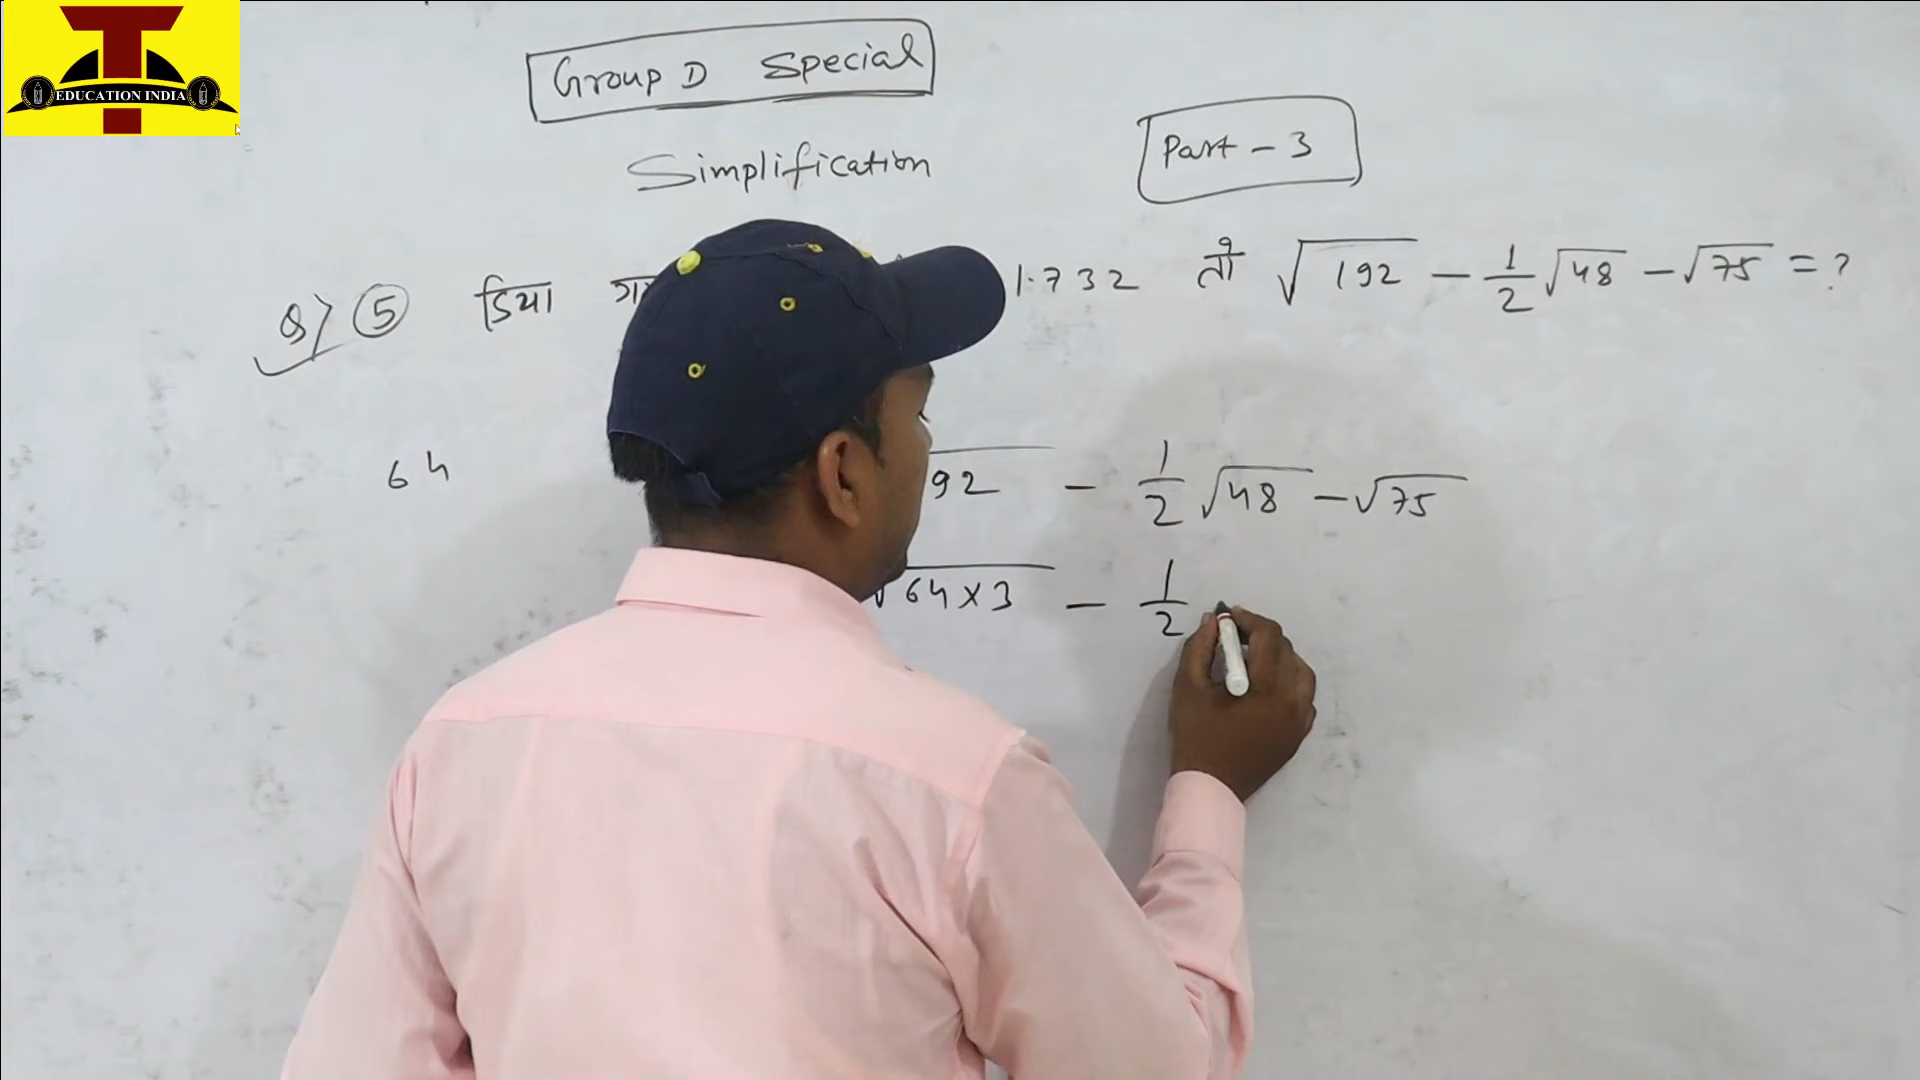 EDUCATION INDIA
Group D Special
Simplification
Part - 3
Q) 5 दिया 1.732 तो √192 - 1/2 √48 - √75 = ?
64
92 - 1/2 √48 - √75
√64×3 - 1/2